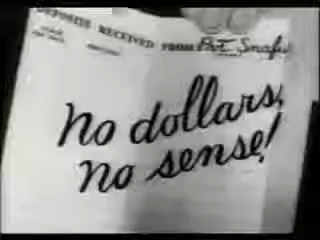 DEPOSITS RECEIVED FROM Pvt. Snafu
no dollars,
no sense!